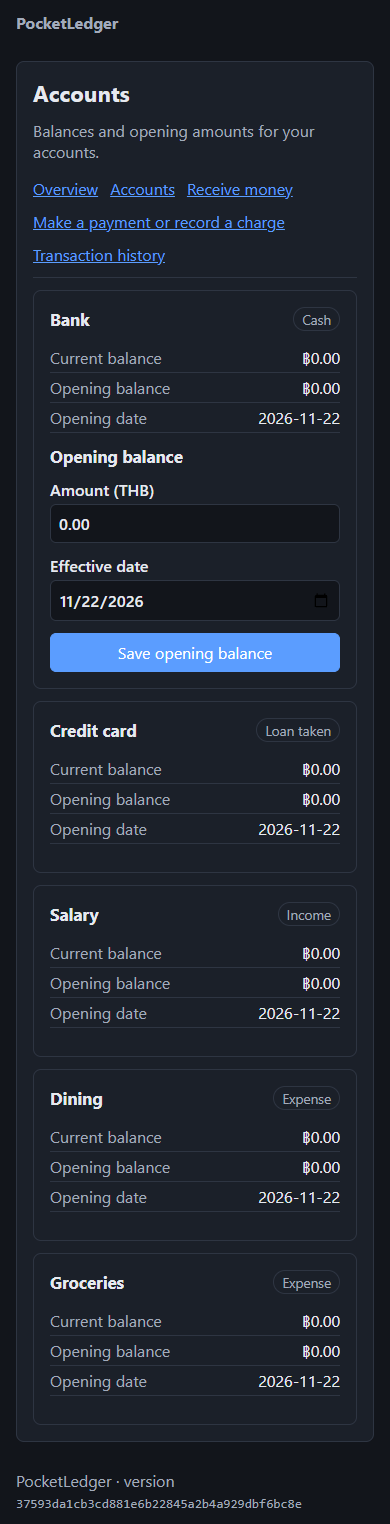 PocketLedger
Accounts
Balances and opening amounts for your
accounts.
Overview Accounts Receive money
Make a payment or record a charge
Transaction history
Bank Cash
Current balance ฿0.00
Opening balance ฿0.00
Opening date 2026-11-22
Opening balance
Amount (THB)
0.00
Effective date
11/22/2026
Save opening balance
Credit card Loan taken
Current balance ฿0.00
Opening balance ฿0.00
Opening date 2026-11-22
Salary Income
Current balance ฿0.00
Opening balance ฿0.00
Opening date 2026-11-22
Dining Expense
Current balance ฿0.00
Opening balance ฿0.00
Opening date 2026-11-22
Groceries Expense
Current balance ฿0.00
Opening balance ฿0.00
Opening date 2026-11-22
PocketLedger · version
37593da1cb3cd881e6b22845a2b4a929dbf6bc8e